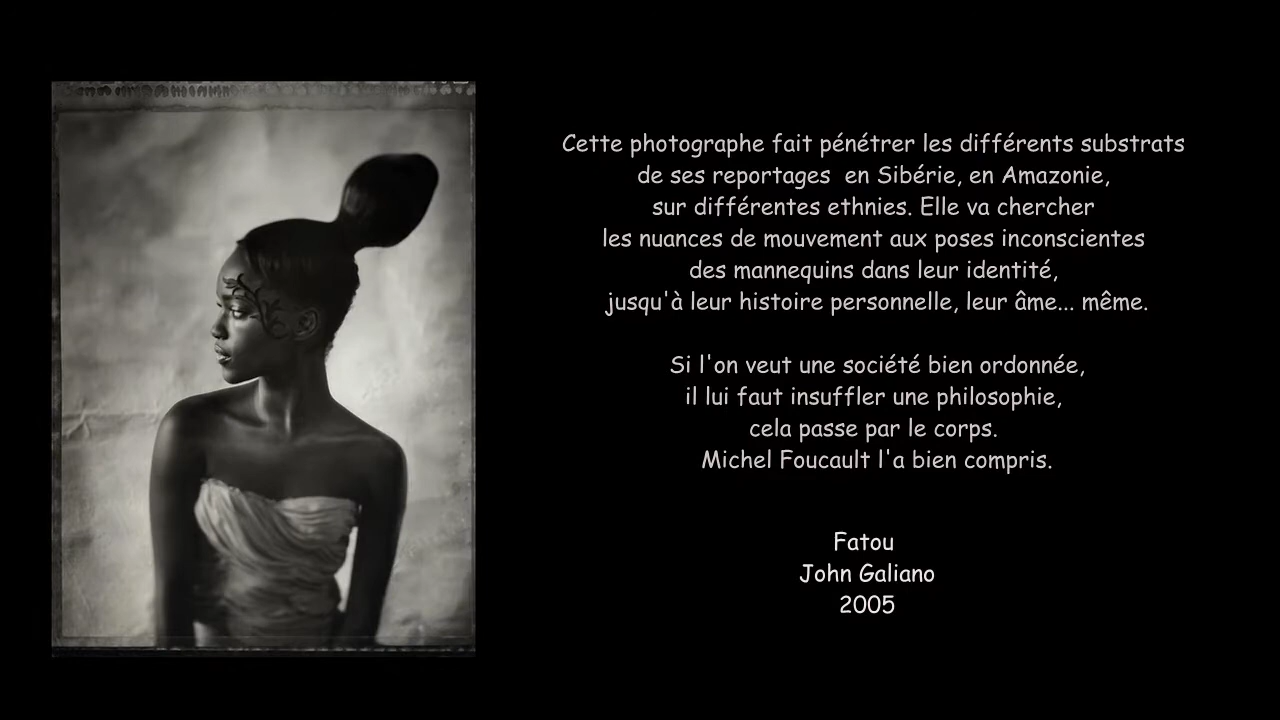 Cette photographe fait pénétrer les différents substrats
de ses reportages  en Sibérie, en Amazonie,
sur différentes ethnies. Elle va chercher
les nuances de mouvement aux poses inconscientes
des mannequins dans leur identité,
jusqu'à leur histoire personnelle, leur âme... même.
Si l'on veut une société bien ordonnée,
il lui faut insuffler une philosophie,
cela passe par le corps.
Michel Foucault l'a bien compris.
Fatou
John Galiano
2005